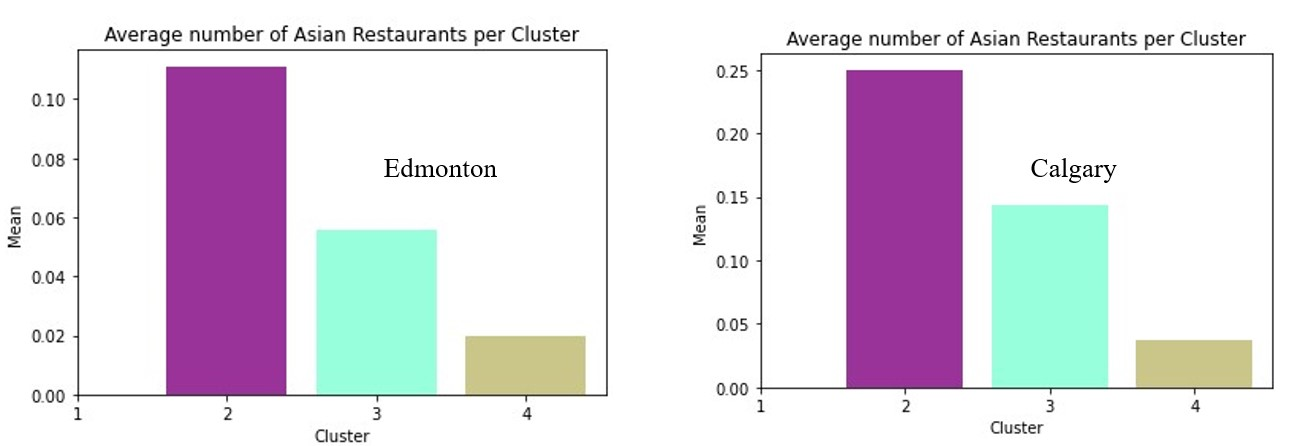 Average number of Asian Restaurants per Cluster
0.10
0.08
0.06
0.04
0.02
0.00
Mean
Edmonton
1 2 3 4
Cluster
Average number of Asian Restaurants per Cluster
0.25
0.20
0.15
0.10
0.05
0.00
Mean
Calgary
1 2 3 4
Cluster